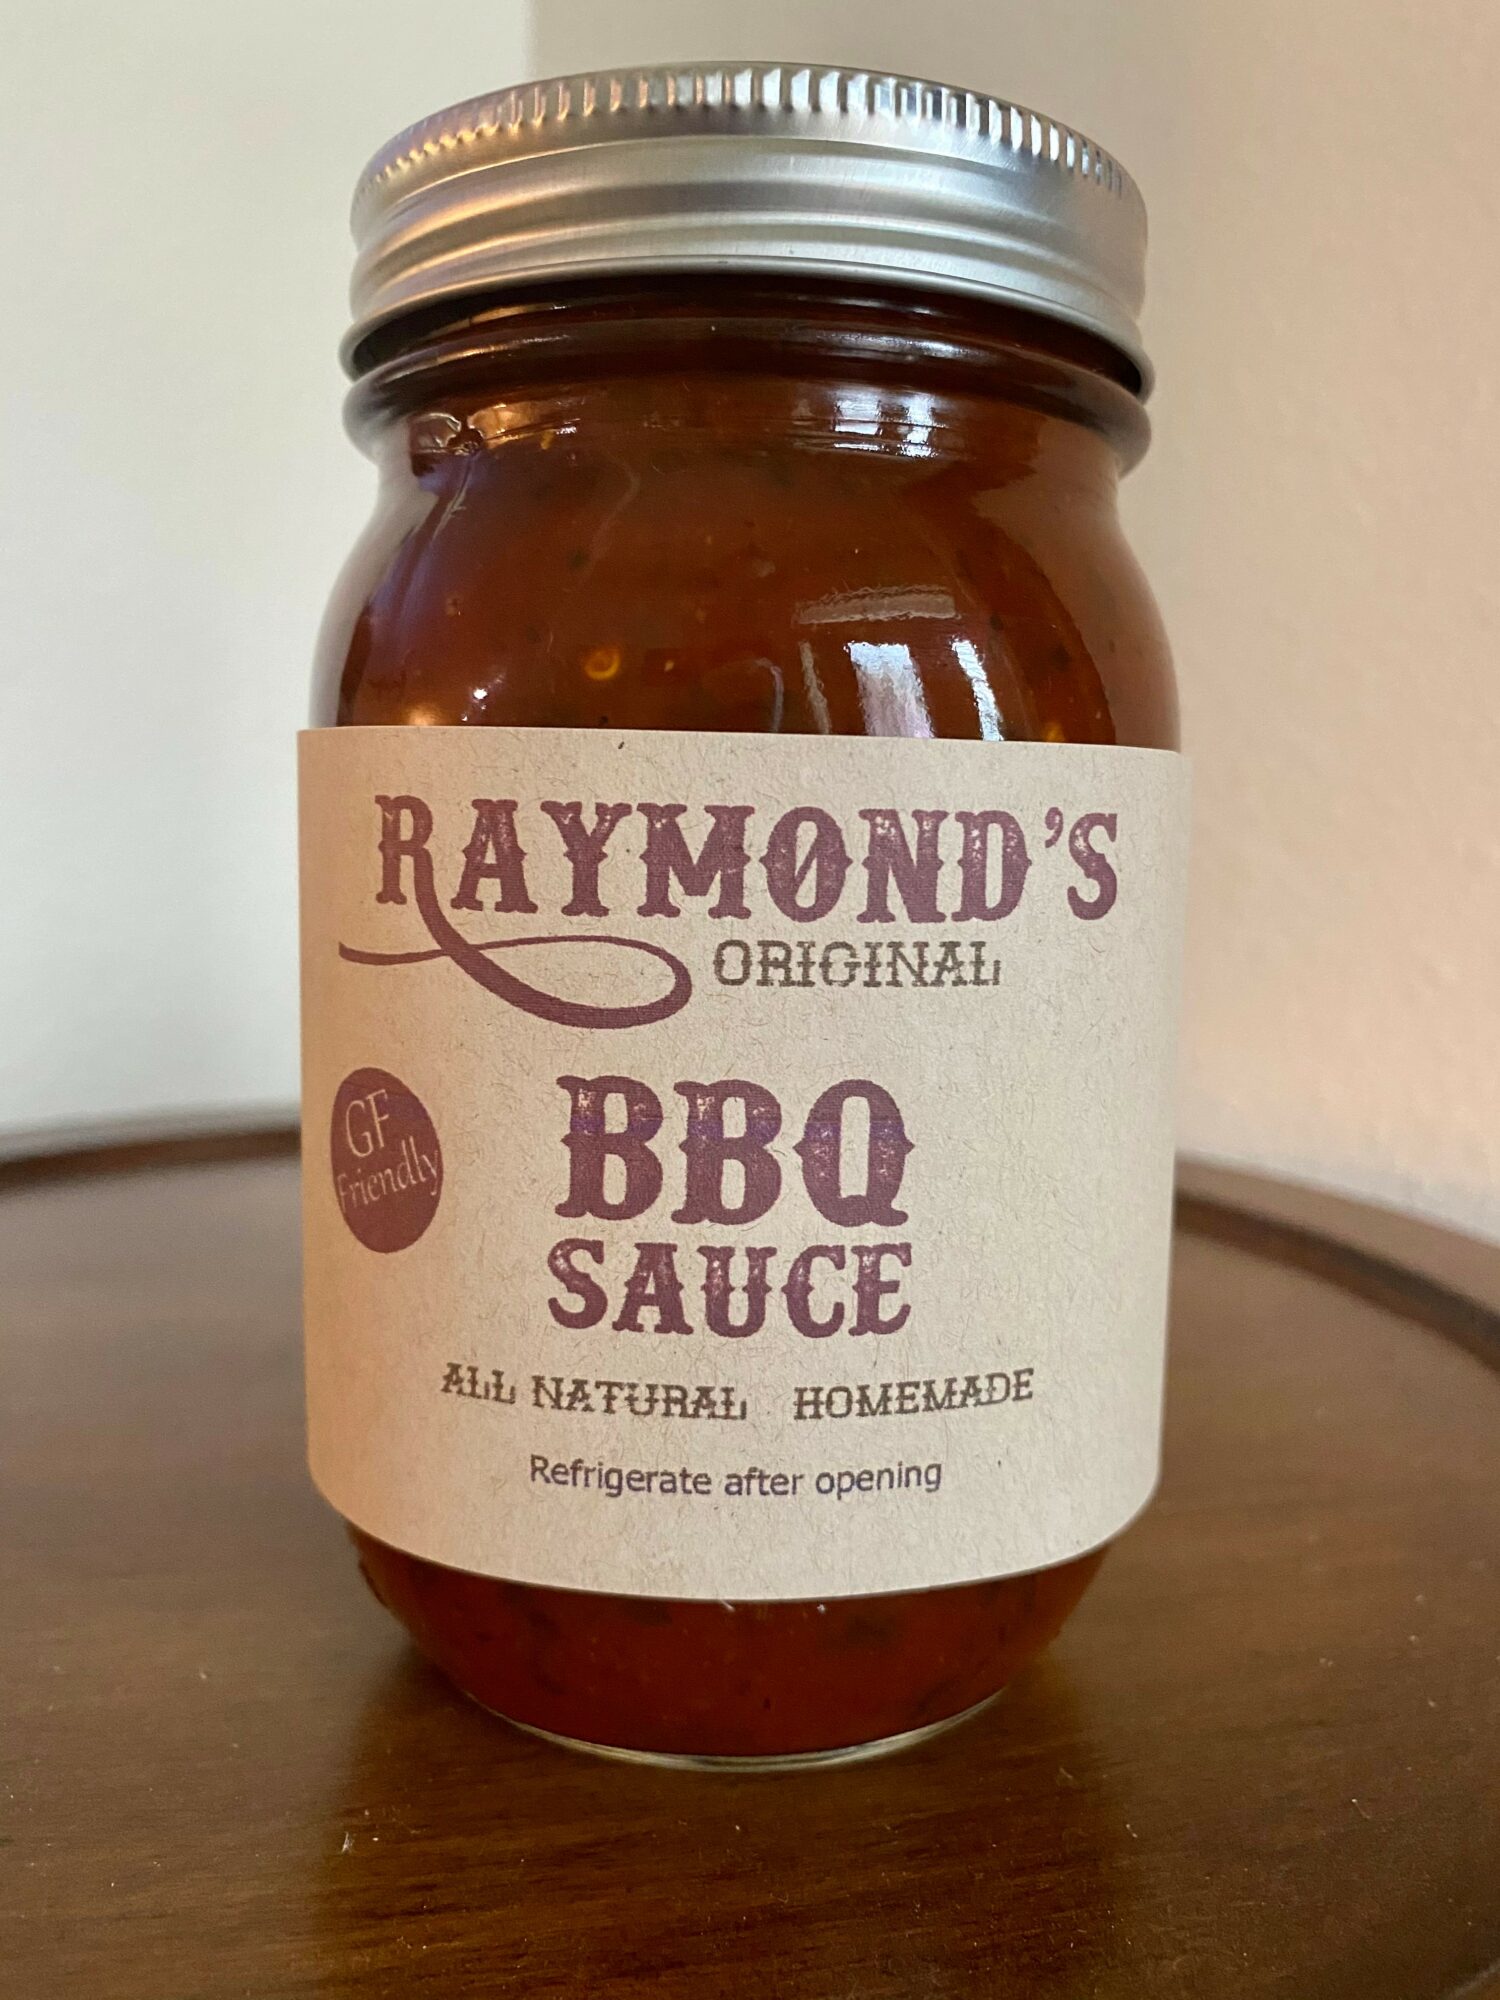 RAYMOND'S
ORIGINAL
GF
Friendly
BBQ
SAUCE
ALL NATURAL HOMEMADE
Refrigerate after opening